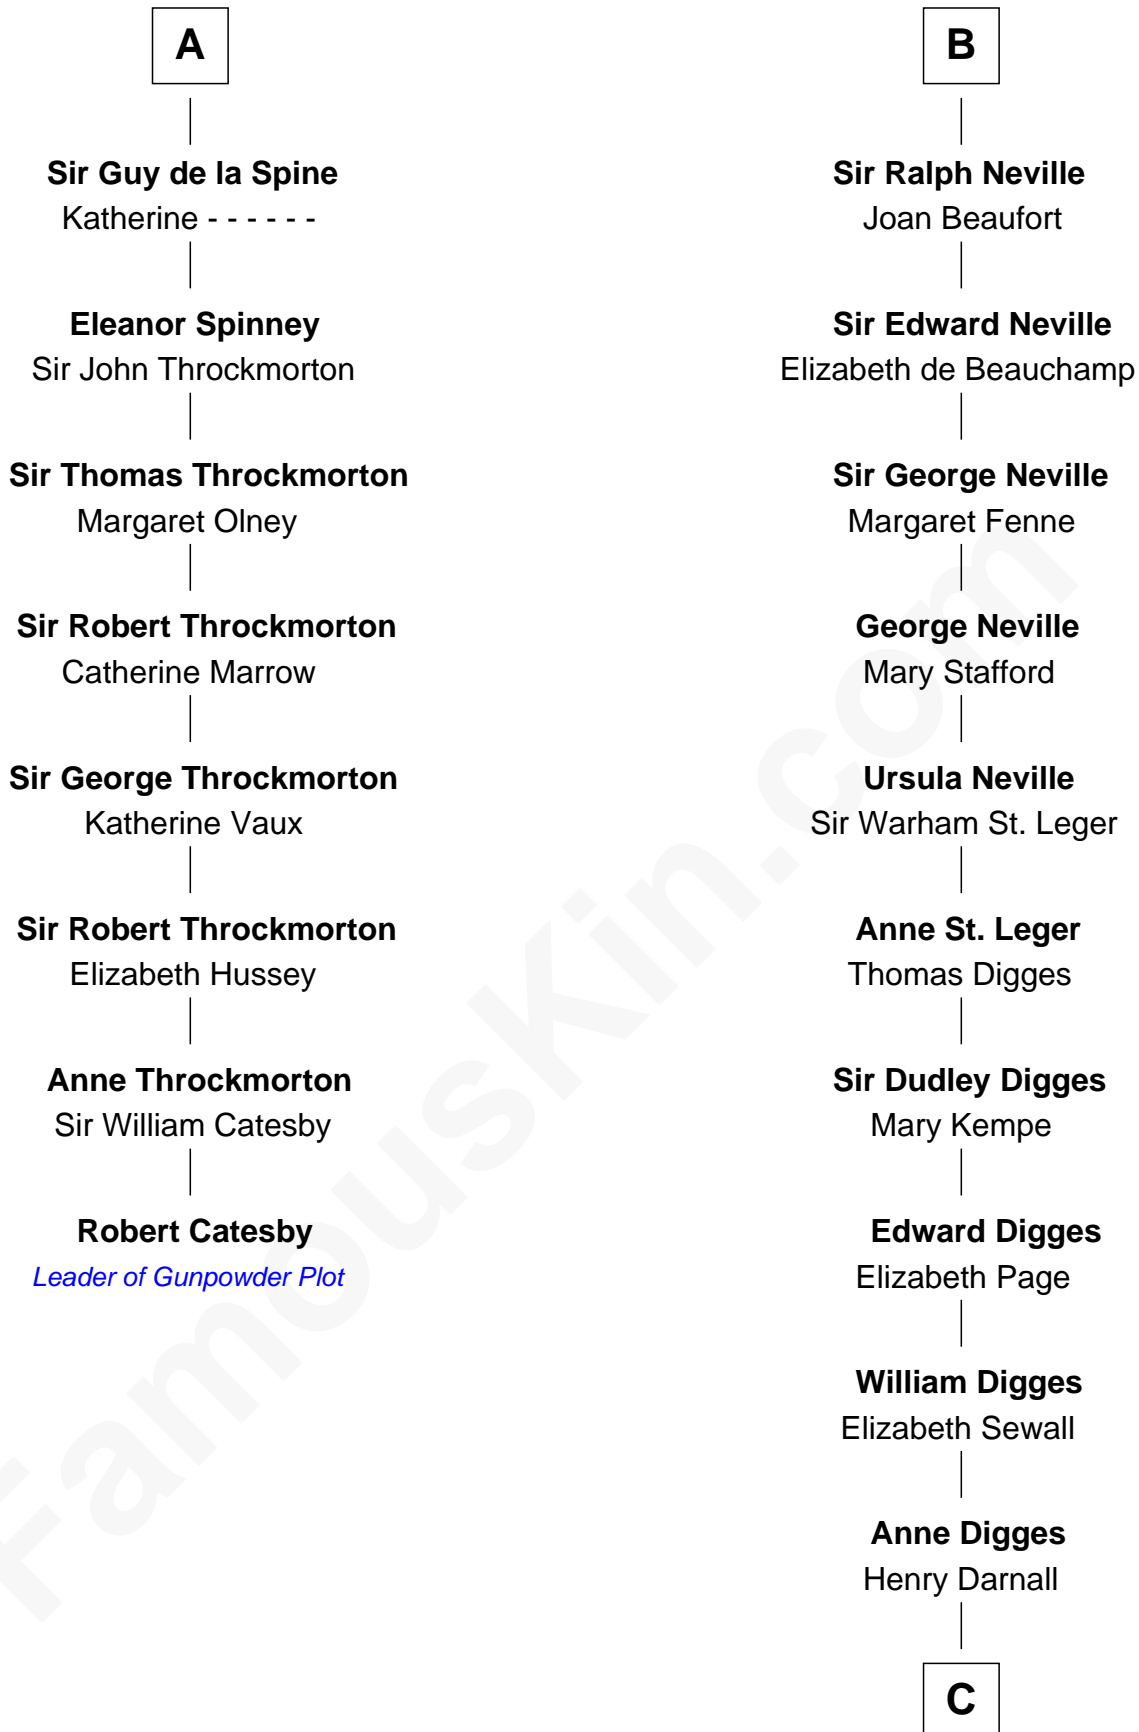 A
Sir Guy de la Spine
Katherine - - - - - -
Eleanor Spinney
Sir John Throckmorton
Sir Thomas Throckmorton
Margaret Olney
Sir Robert Throckmorton
Catherine Marrow
Sir George Throckmorton
Katherine Vaux
Sir Robert Throckmorton
Elizabeth Hussey
Anne Throckmorton
Sir William Catesby
Robert Catesby
Leader of Gunpowder Plot
B
Sir Ralph Neville
Joan Beaufort
Sir Edward Neville
Elizabeth de Beauchamp
Sir George Neville
Margaret Fenne
George Neville
Mary Stafford
Ursula Neville
Sir Warham St. Leger
Anne St. Leger
Thomas Digges
Sir Dudley Digges
Mary Kempe
Edward Digges
Elizabeth Page
William Digges
Elizabeth Sewall
Anne Digges
Henry Darnall
C
FamousKin.com